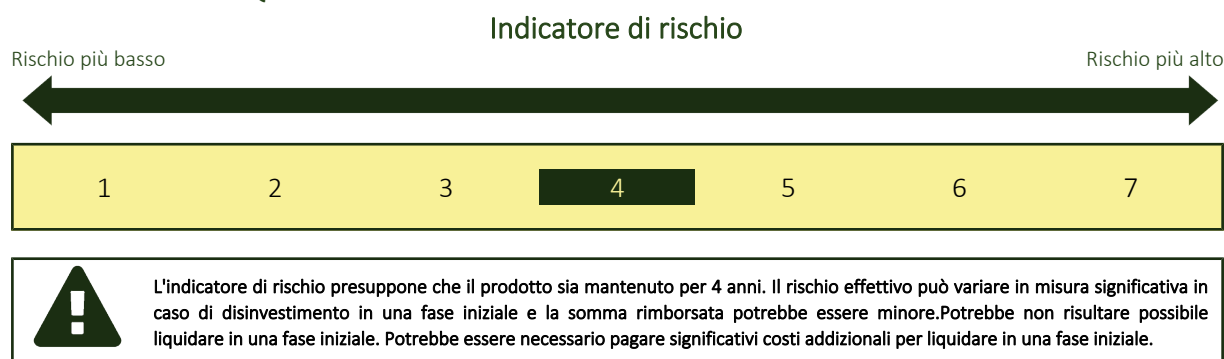 Indicatore di rischio
Rischio più basso
Rischio più alto
1 2 3 4 5 6 7
L'indicatore di rischio presuppone che il prodotto sia mantenuto per 4 anni. Il rischio effettivo può variare in misura significativa in
caso di disinvestimento in una fase iniziale e la somma rimborsata potrebbe essere minore.Potrebbe non risultare possibile
liquidare in una fase iniziale. Potrebbe essere necessario pagare significativi costi addizionali per liquidare in una fase iniziale.